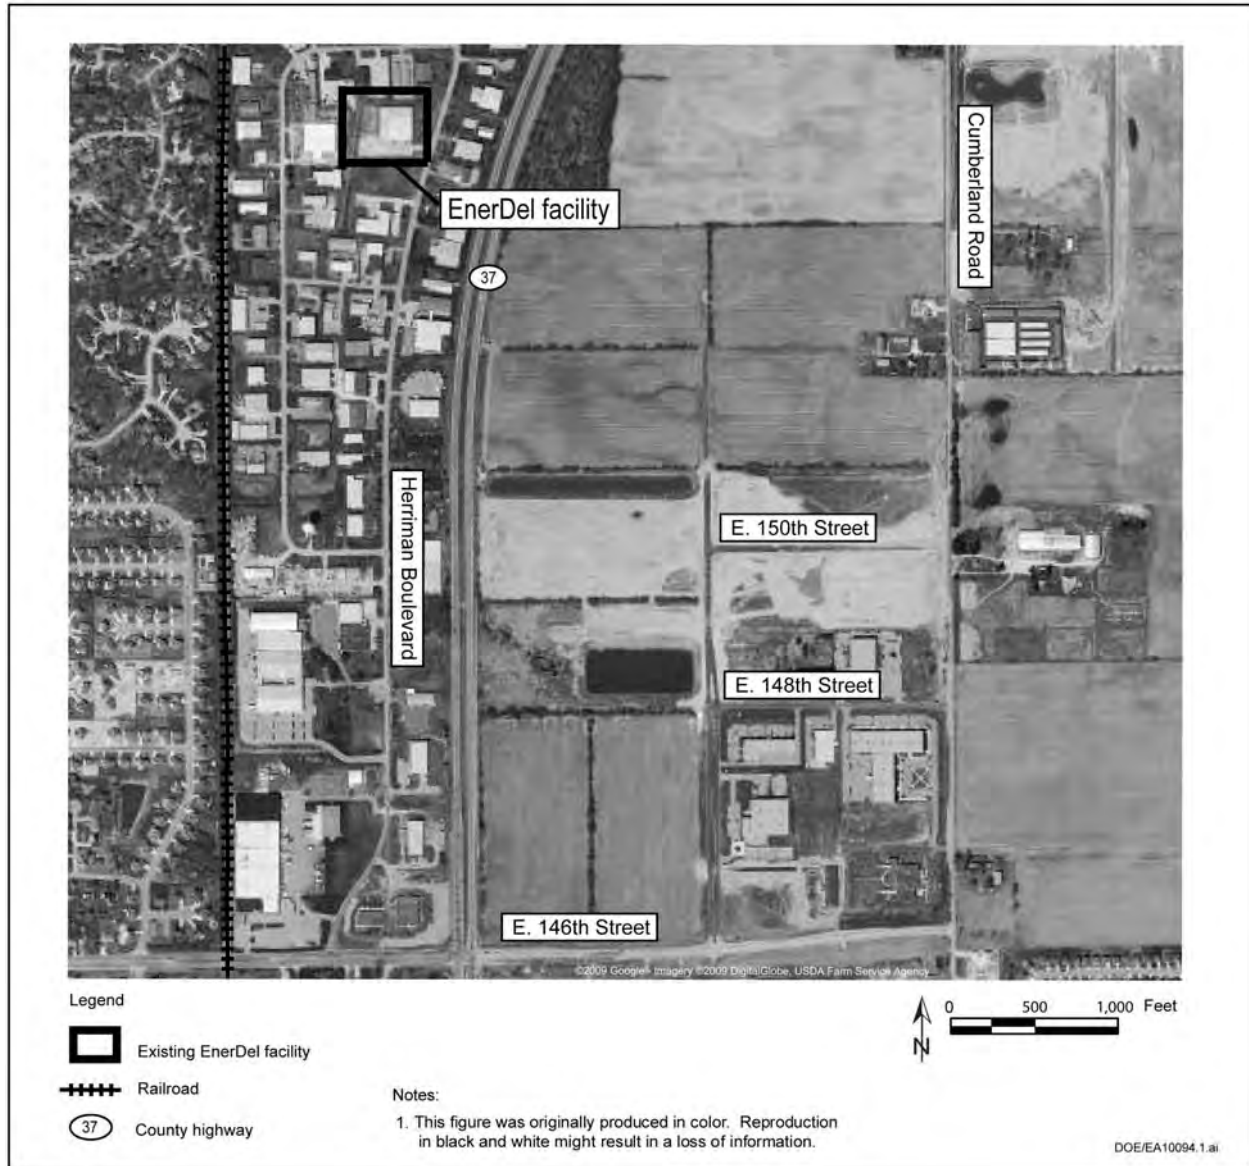 Cumberland Road
EnerDel facility
37
Herriman Boulevard
E. 150th Street
E. 148th Street
E. 146th Street
©2009 Google - Imagery ©2009 DigitalGlobe, USDA Farm Service Agency
Legend
Existing EnerDel facility
Railroad
37 County highway
Notes:
1. This figure was originally produced in color. Reproduction
in black and white might result in a loss of information.
0 500 1,000 Feet
N
DOE/EA10094.1.ai